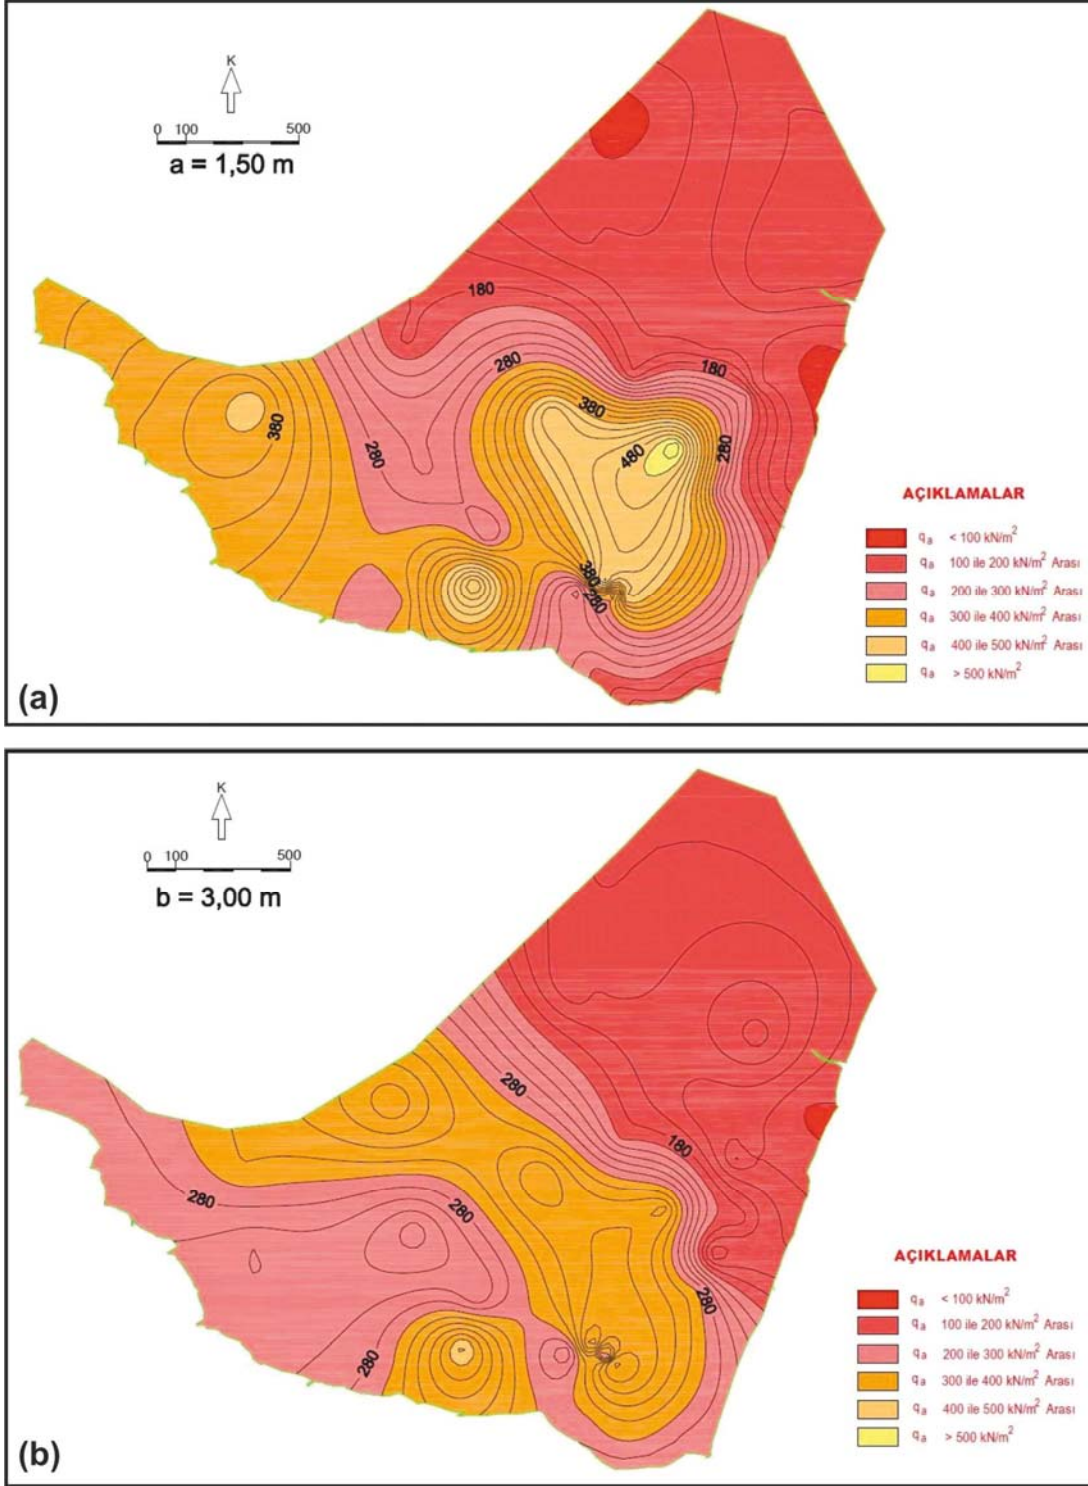 K
0 100 500
a = 1,50 m
180
280
180
380
380
280
480
280
380
280
AÇIKLAMALAR
qa < 100 kN/m2
qa 100 ile 200 kN/m2 Arası
qa 200 ile 300 kN/m2 Arası
qa 300 ile 400 kN/m2 Arası
qa 400 ile 500 kN/m2 Arası
qa > 500 kN/m2
(a)
K
0 100 500
b = 3,00 m
280
180
280
280
280
280
AÇIKLAMALAR
qa < 100 kN/m2
qa 100 ile 200 kN/m2 Arası
qa 200 ile 300 kN/m2 Arası
qa 300 ile 400 kN/m2 Arası
qa 400 ile 500 kN/m2 Arası
qa > 500 kN/m2
(b)